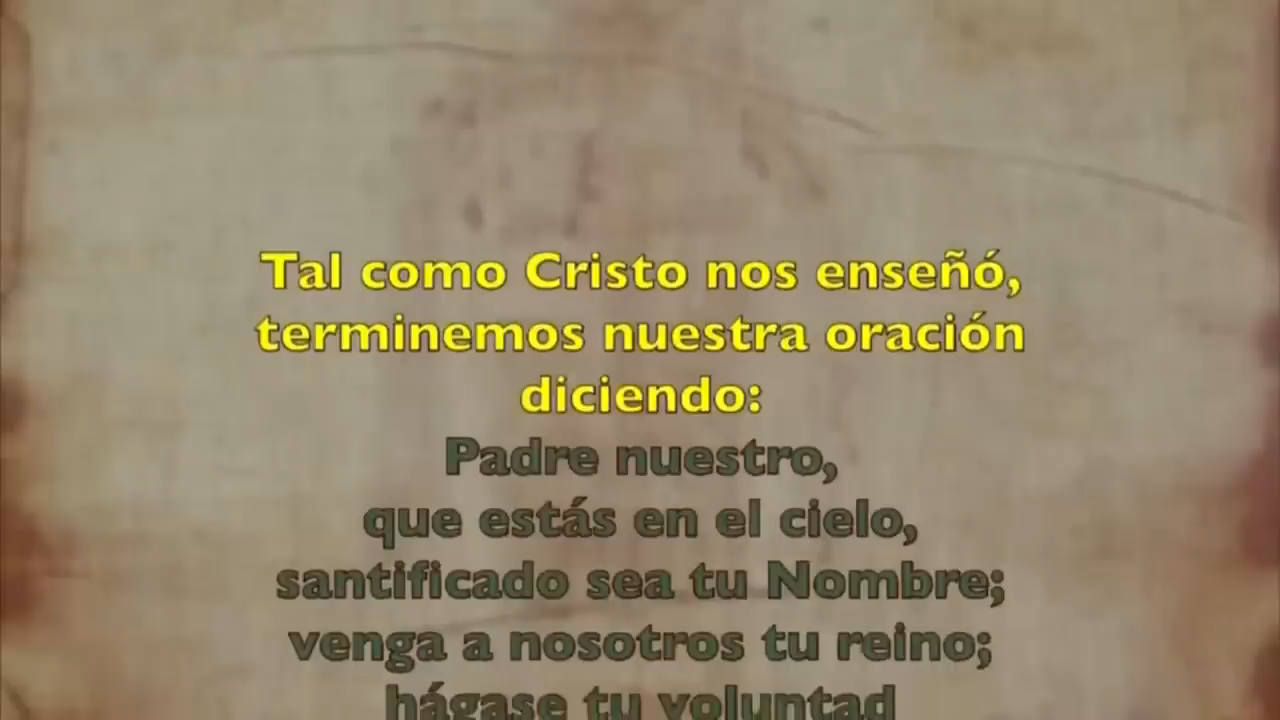 Tal como Cristo nos enseñó,
terminemos nuestra oración
diciendo:
Padre nuestro,
que estás en el cielo,
santificado sea tu Nombre;
venga a nosotros tu reino;
hágase tu voluntad